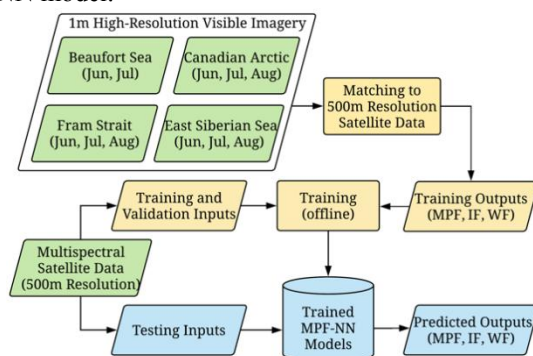 NN model.
1m High-Resolution Visible Imagery
Beaufort Sea
(Jun, Jul)
Canadian Arctic
(Jun, Jul, Aug)
Fram Strait
(Jun, Jul, Aug)
East Siberian Sea
(Jun, Jul, Aug)
Matching to
500m Resolution
Satellite Data
Training and
Validation Inputs
Training
(offline)
Training Outputs
(MPF, IF, WF)
Multispectral
Satellite Data
(500m Resolution)
Testing Inputs
Trained
MPF-NN
Models
Predicted Outputs
(MPF, IF, WF)